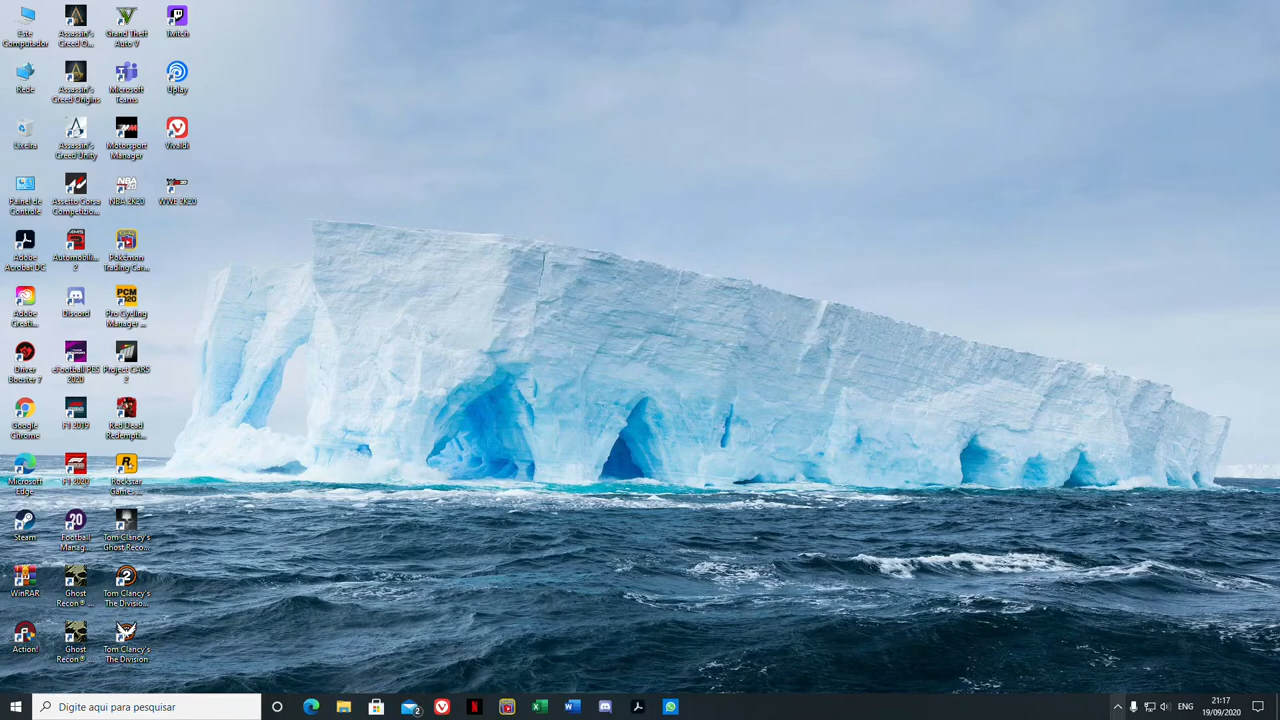 Este
Computador
Assassin's
Creed O...
Grand Theft
Auto V
Twitch
Rede
Assassin's
Creed Origins
Microsoft
Teams
Uplay
Lixeira
Assassin's
Creed Unity
Motorsport
Manager
Vivaldi
Painel de
Controle
Assetto Corsa
Competizio...
NBA 2K20
WWE 2K20
Adobe
Acrobat DC
Automobili...
2
Pokémon
Trading Car...
Adobe
Creati...
Discord
Pro Cycling
Manager ...
Driver
Booster 7
eFootball PES
2020
Project CARS
2
Google
Chrome
F1 2019
Red Dead
Redempti...
Microsoft
Edge
F1 2020
Rockstar
Games ...
Steam
Football
Manag...
Tom Clancy's
Ghost Reco...
WinRAR
Ghost
Recon® ...
Tom Clancy's
The Division...
Action!
Ghost
Recon® ...
Tom Clancy's
The Division
Digite aqui para pesquisar
2
ENG
21:17
19/09/2020